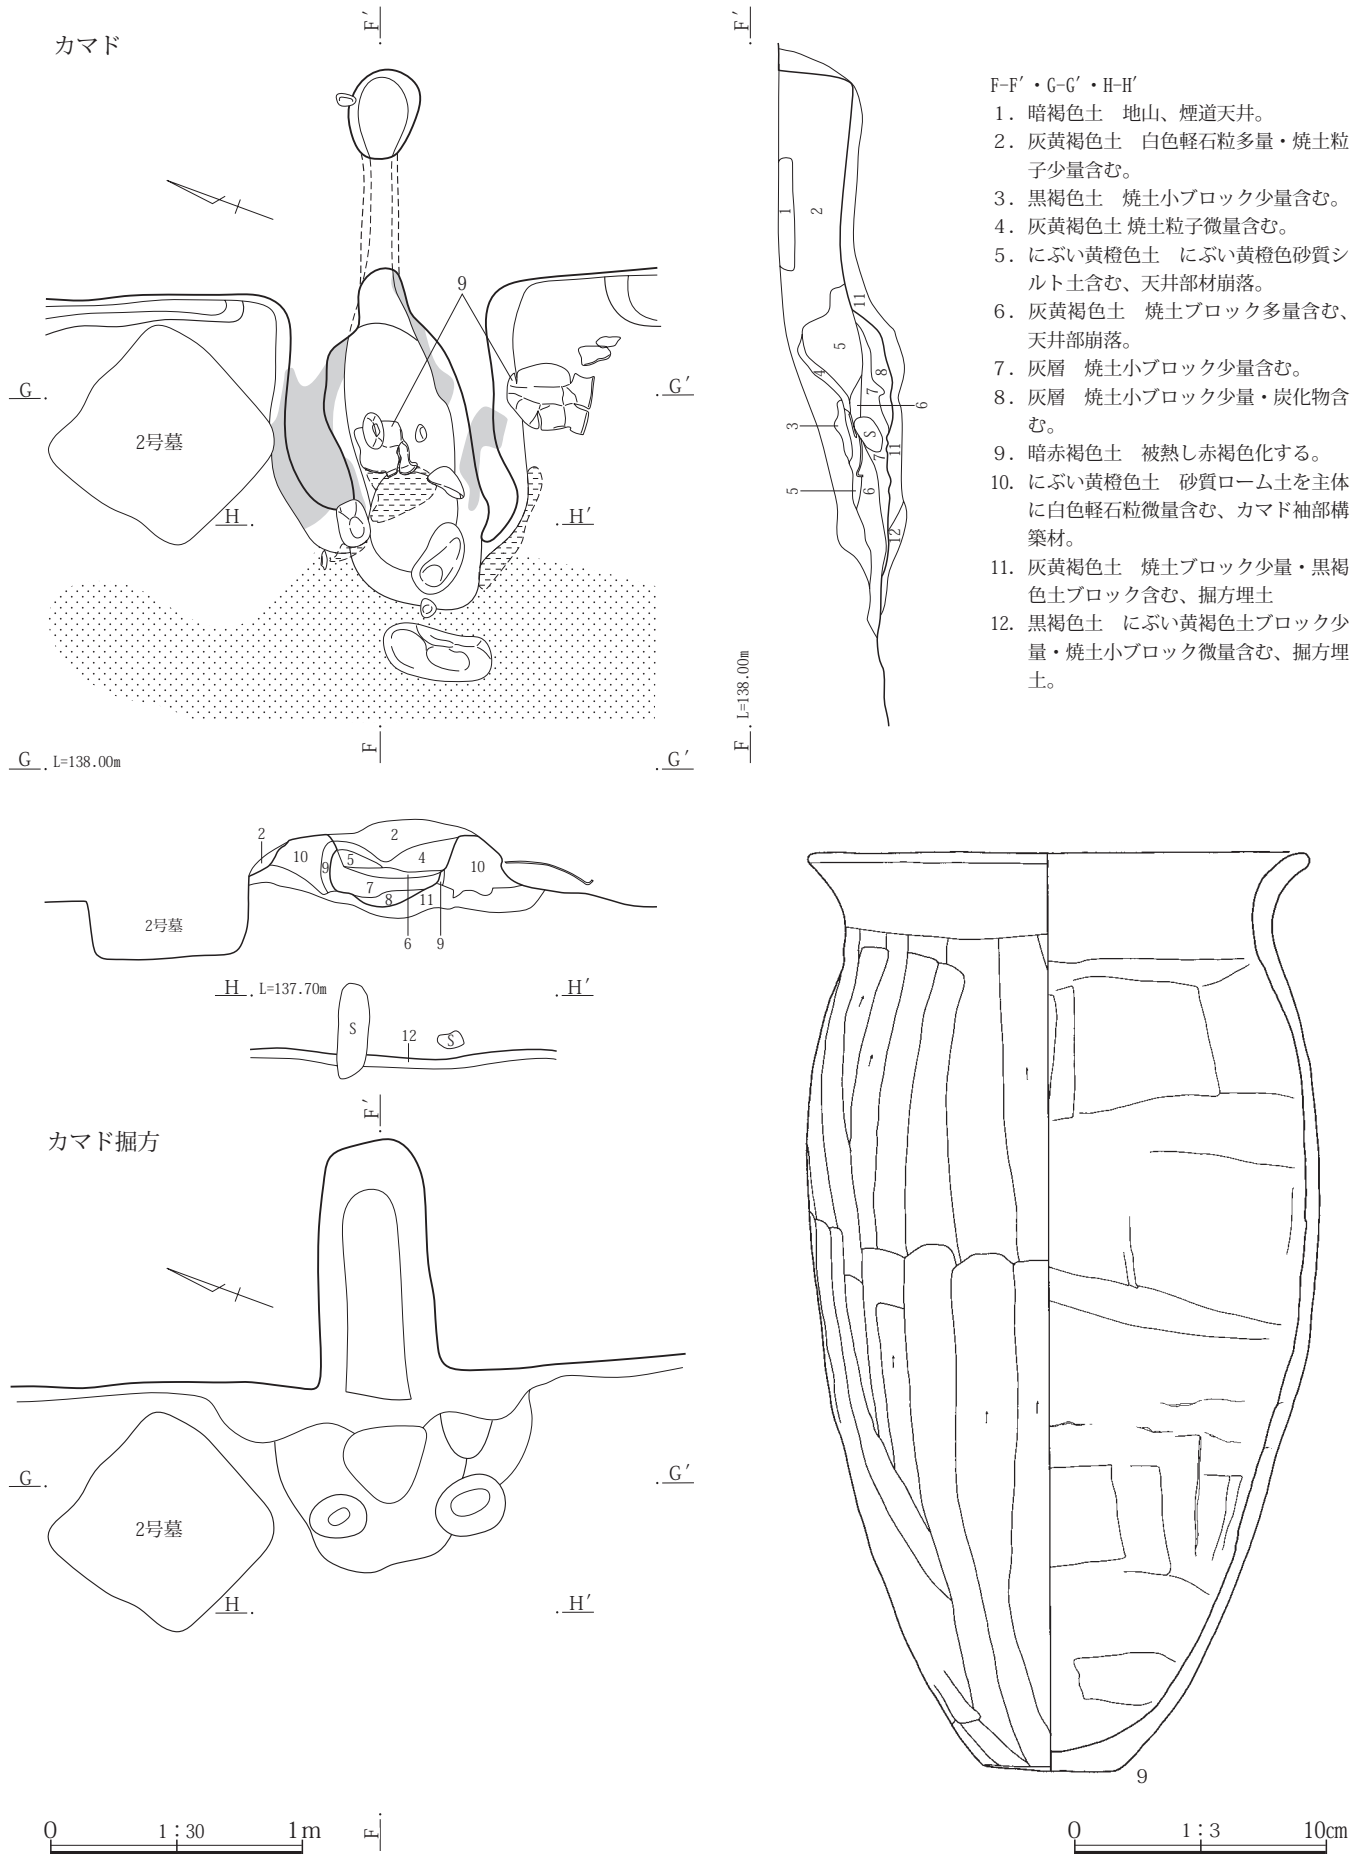 カマド
F′
9
G
G′
2号墓
H
H′
F
F′
1
2
11
5
4
8
7
6
3
S
7
11
5
6
12
F L=138.00m
F-F′・G-G′・H-H′
1．暗褐色土　地山、煙道天井。
2．灰黄褐色土　白色軽石粒多量・焼土粒
子少量含む。
3．黒褐色土　焼土小ブロック少量含む。
4．灰黄褐色土 焼土粒子微量含む。
5．にぶい黄橙色土　にぶい黄橙色砂質シ
ルト土含む、天井部材崩落。
6．灰黄褐色土　焼土ブロック多量含む、
天井部崩落。
7．灰層　焼土小ブロック少量含む。
8．灰層　焼土小ブロック少量・炭化物含
む。
9．暗赤褐色土　被熱し赤褐色化する。
10．にぶい黄橙色土　砂質ローム土を主体
に白色軽石粒微量含む、カマド袖部構
築材。
11．灰黄褐色土　焼土ブロック少量・黒褐
色土ブロック含む、掘方埋土
12．黒褐色土　にぶい黄褐色土ブロック少
量・焼土小ブロック微量含む、掘方埋
土。
G L=138.00m
G′
2
2
10
9
5
4
10
7
8
11
2号墓
6
9
H L=137.70m
H′
S
12
S
カマド掘方
F′
G
G′
2号墓
H
H′
F
0 1：30 1m
9
0 1：3 10cm